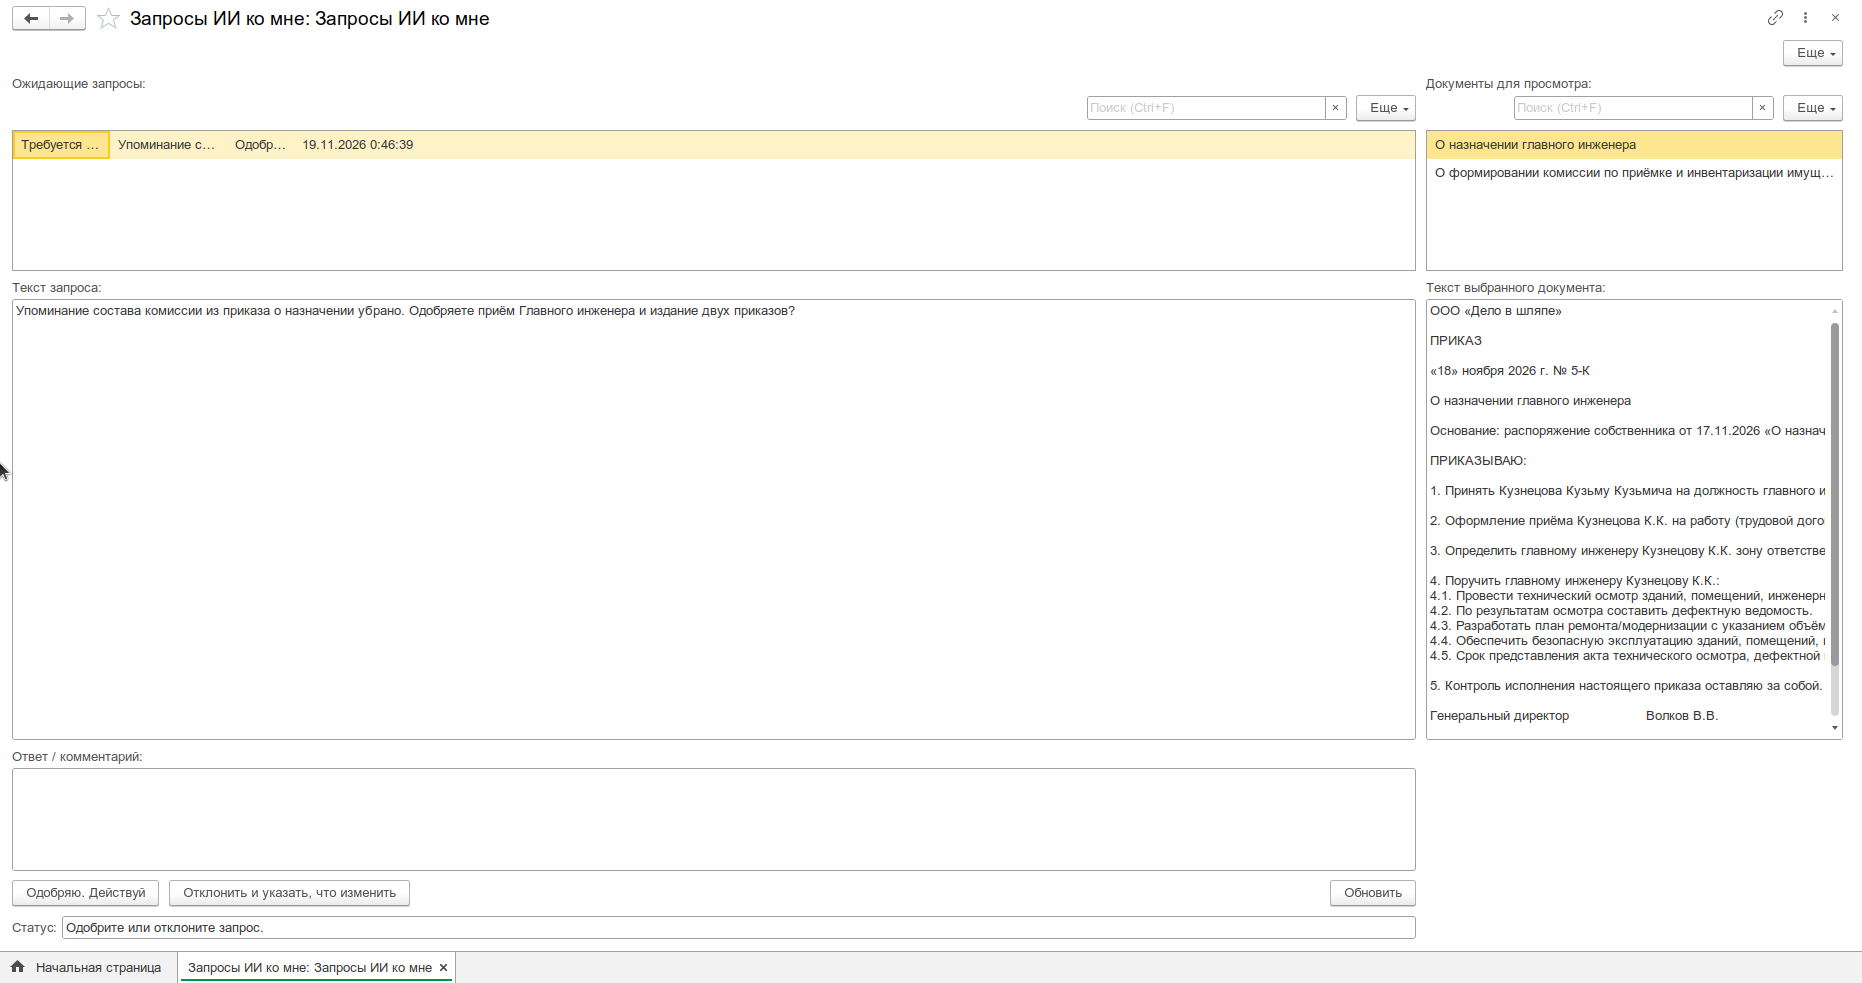 Запросы ИИ ко мне: Запросы ИИ ко мне
Еще
Ожидающие запросы:
Поиск (Ctrl+F)
Еще
Требуется ... Упоминание с... Одобр... 19.11.2026 0:46:39
Документы для просмотра:
Поиск (Ctrl+F)
Еще
О назначении главного инженера
О формировании комиссии по приёмке и инвентаризации имущ...
Текст запроса:
Упоминание состава комиссии из приказа о назначении убрано. Одобряете приём Главного инженера и издание двух приказов?
Текст выбранного документа:
ООО «Дело в шляпе»
ПРИКАЗ
«18» ноября 2026 г. № 5-К
О назначении главного инженера
Основание: распоряжение собственника от 17.11.2026 «О назнач
ПРИКАЗЫВАЮ:
1. Принять Кузнецова Кузьму Кузьмича на должность главного и
2. Оформление приёма Кузнецова К.К. на работу (трудовой дого
3. Определить главному инженеру Кузнецову К.К. зону ответстве
4. Поручить главному инженеру Кузнецову К.К.:
4.1. Провести технический осмотр зданий, помещений, инженерн
4.2. По результатам осмотра составить дефектную ведомость.
4.3. Разработать план ремонта/модернизации с указанием объём
4.4. Обеспечить безопасную эксплуатацию зданий, помещений,
4.5. Срок представления акта технического осмотра, дефектной
5. Контроль исполнения настоящего приказа оставляю за собой.
Генеральный директор Волков В.В.
Ответ / комментарий:
Одобряю. Действуй
Отклонить и указать, что изменить
Обновить
Статус: Одобрите или отклоните запрос.
Начальная страница
Запросы ИИ ко мне: Запросы ИИ ко мне